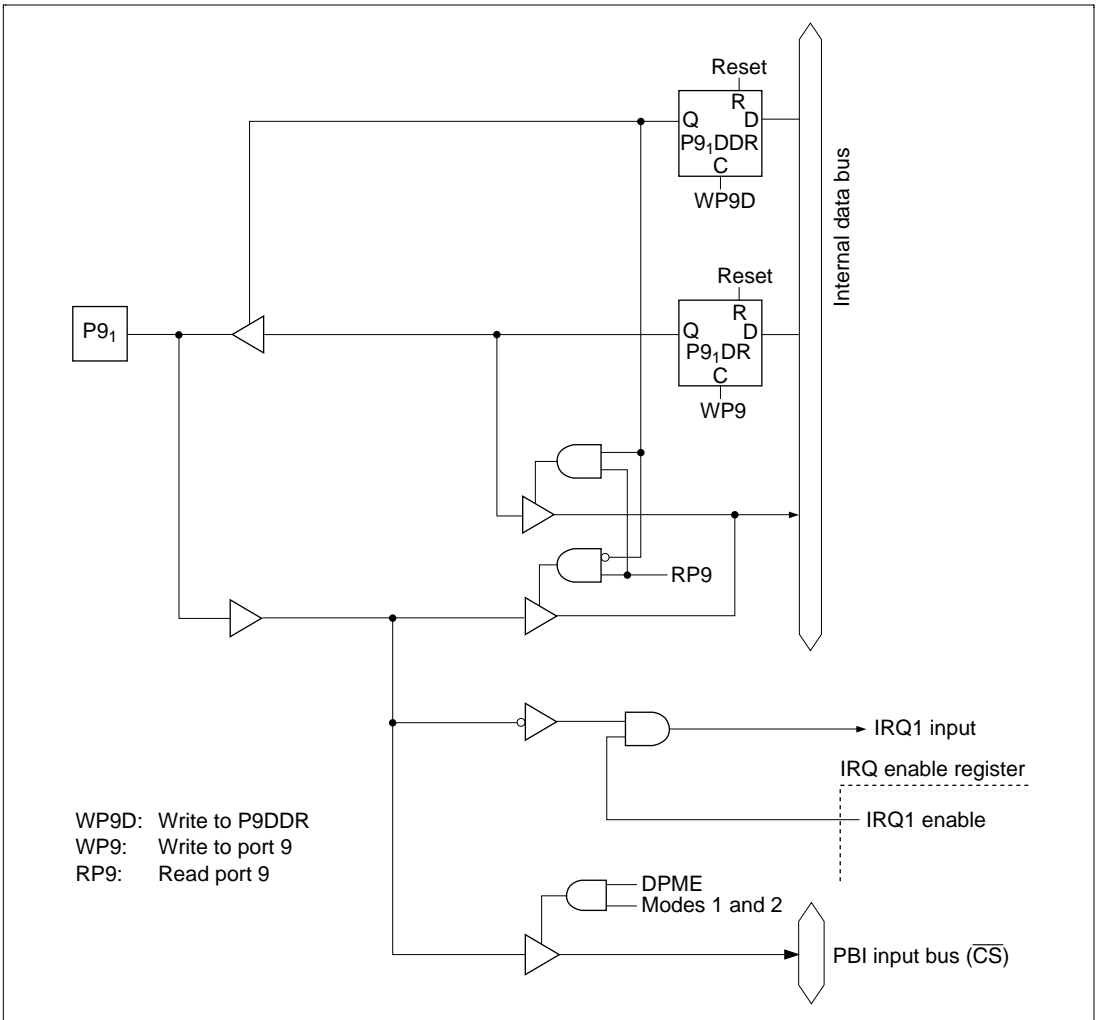 Reset
R
Q D
P9₁DDR
C
WP9D
Internal data bus
Reset
P9₁
R
Q D
P9₁DR
C
WP9
RP9
IRQ1 input
IRQ enable register
IRQ1 enable
WP9D: Write to P9DDR
WP9: Write to port 9
RP9: Read port 9
DPME
Modes 1 and 2
PBI input bus (C̅S̅)